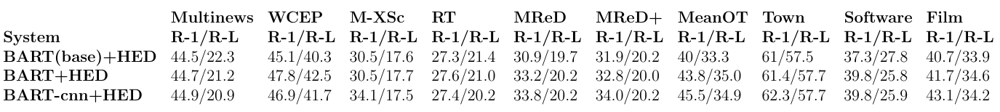 Multinews WCEP M-XSc RT MReD MReD+ MeanOT Town Software Film
System R-1/R-L R-1/R-L R-1/R-L R-1/R-L R-1/R-L R-1/R-L R-1/R-L R-1/R-L R-1/R-L R-1/R-L
BART(base)+HED 44.5/22.3 45.1/40.3 30.5/17.6 27.3/21.4 30.9/19.7 31.9/20.2 40/33.3 61/57.5 37.3/27.8 40.7/33.9
BART+HED 44.7/21.2 47.8/42.5 30.5/17.7 27.6/21.0 33.2/20.2 32.8/20.0 43.8/35.0 61.4/57.7 39.8/25.8 41.7/34.6
BART-cnn+HED 44.9/20.9 46.9/41.7 34.1/17.5 27.4/20.2 33.8/20.2 34.0/20.2 45.5/34.9 62.3/57.7 39.8/25.9 43.1/34.2